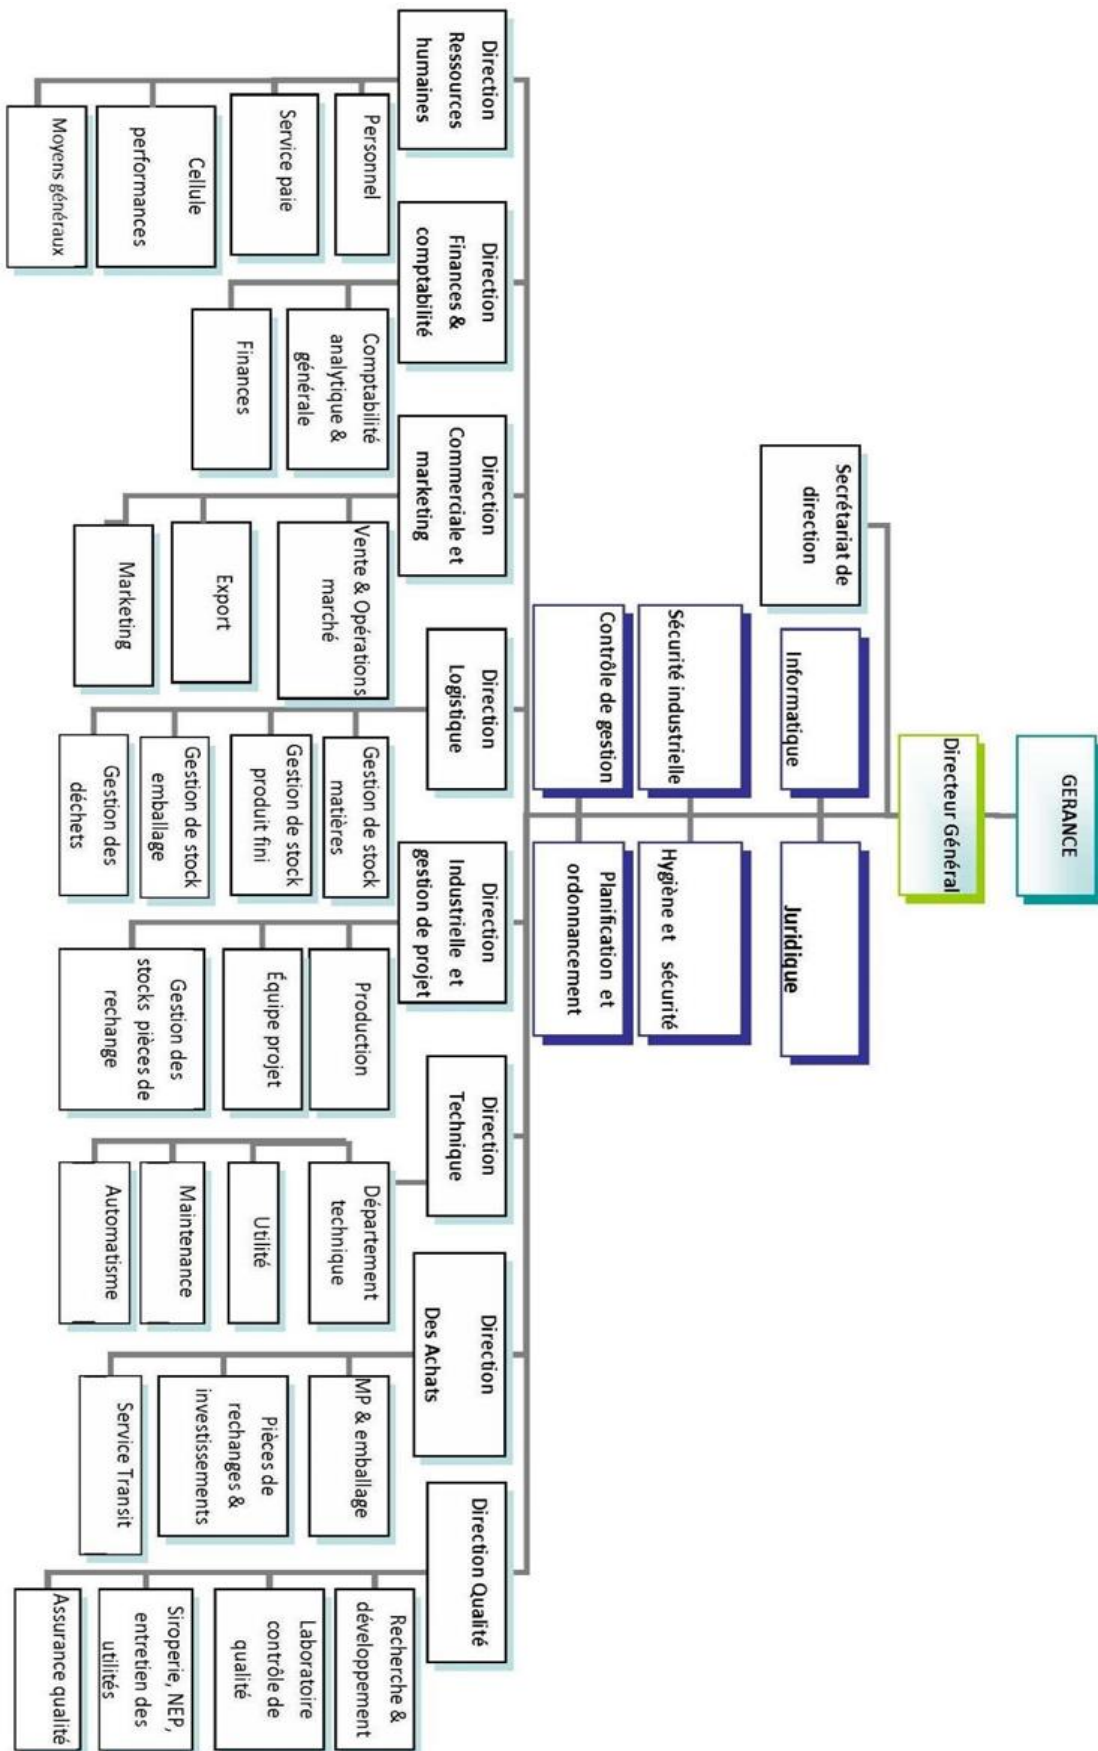 GERANCE
Directeur Général
Secrétariat de
direction
Informatique
Juridique
Sécurité industrielle
Hygiène et sécurité
Contrôle de gestion
Planification et
ordonnancement
Direction
Ressources
humaines
Personnel
Service paie
Cellule
performances
Moyens généraux
Direction
Finances &
comptabilité
Comptabilité
analytique &
générale
Finances
Direction
Commerciale et
marketing
Vente & Opérations
marché
Export
Marketing
Direction
Logistique
Gestion de stock
matières
Gestion de stock
produit fini
Gestion de stock
emballage
Gestion des
déchets
Direction
Industrielle et
gestion de projet
Production
Équipe projet
Gestion des
stocks pièces de
rechange
Direction
Technique
Département
technique
Utilité
Maintenance
Automatisme
Direction
Des Achats
MP & emballage
Pièces de
rechanges &
investissements
Service Transit
Direction Qualité
Recherche &
développement
Laboratoire
contrôle de
qualité
Siroperie, NEP,
entretien des
utilités
Assurance qualité